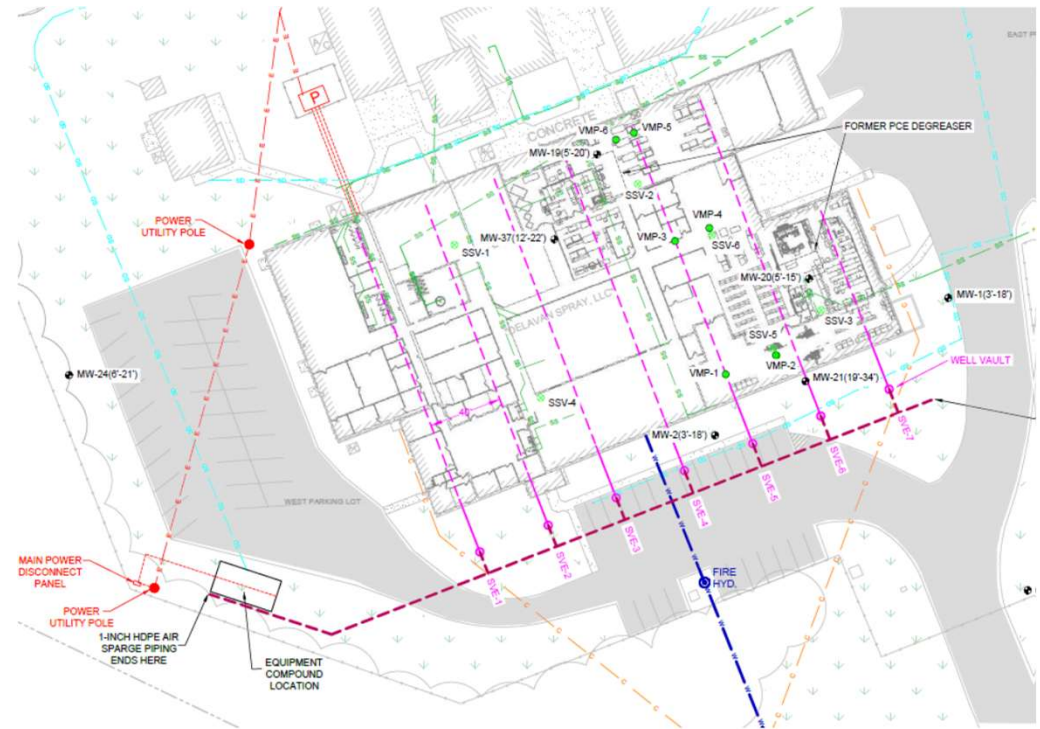 EAST P
A/C
P
CONCRETE
VMP-6
VMP-5
FORMER PCE DEGREASER
MW-19(5'-20')
SSV-2
POWER
UTILITY POLE
VMP-4
MW-37(12'-22')
VMP-3
SSV-6
SSV-1
MW-20(5'-15')
MW-1(3'-18')
DELAVAN SPRAY, LLC
SSV-3
SSV-5
WELL VAULT
MW-24(6'-21')
VMP-1
VMP-2
MW-21(19'-34')
SSV-4
40
MW-2(3'-18')
SVE-7
SVE-6
SVE-5
SVE-4
SVE-3
SVE-2
SVE-1
WEST PARKING LOT
MAIN POWER
DISCONNECT
PANEL
FIRE
HYD.
POWER
UTILITY POLE
1-INCH HDPE AIR
SPARGE PIPING
ENDS HERE
EQUIPMENT
COMPOUND
LOCATION